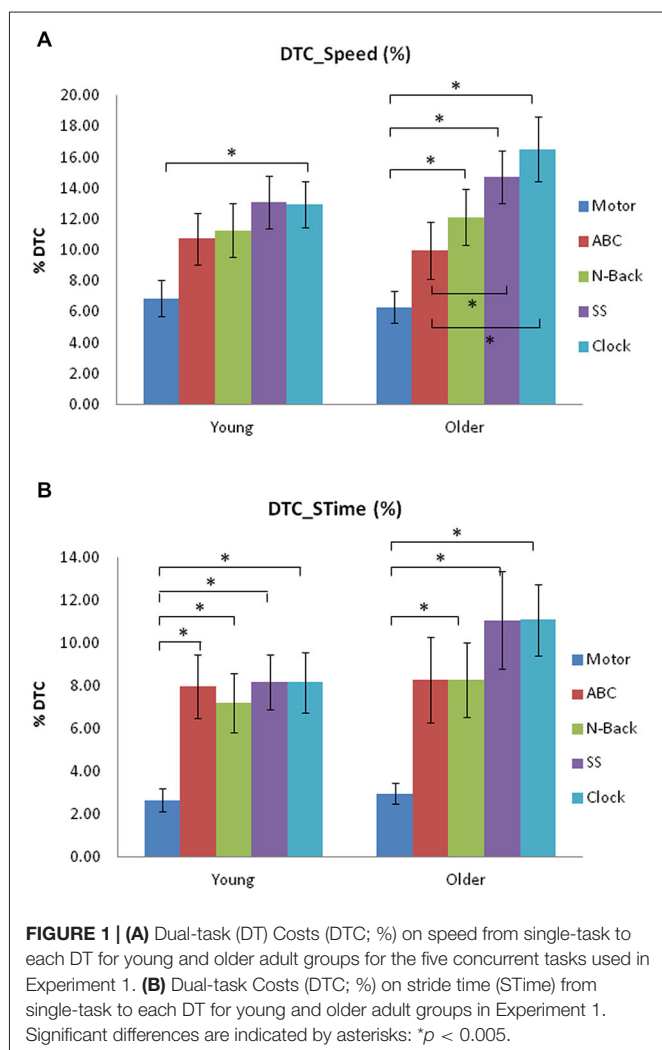 A
DTC_Speed (%)
20.00
18.00
16.00
14.00
12.00
10.00
8.00
6.00
4.00
2.00
0.00
% DTC
* * * * * *
Young Older
Motor
ABC
N-Back
SS
Clock
B
DTC_STime (%)
14.00
12.00
10.00
8.00
6.00
4.00
2.00
0.00
% DTC
* * * * * * *
Young Older
Motor
ABC
N-Back
SS
Clock
FIGURE 1 | (A) Dual-task (DT) Costs (DTC; %) on speed from single-task to
each DT for young and older adult groups for the five concurrent tasks used in
Experiment 1. (B) Dual-task Costs (DTC; %) on stride time (STime) from
single-task to each DT for young and older adult groups in Experiment 1.
Significant differences are indicated by asterisks: *p < 0.005.